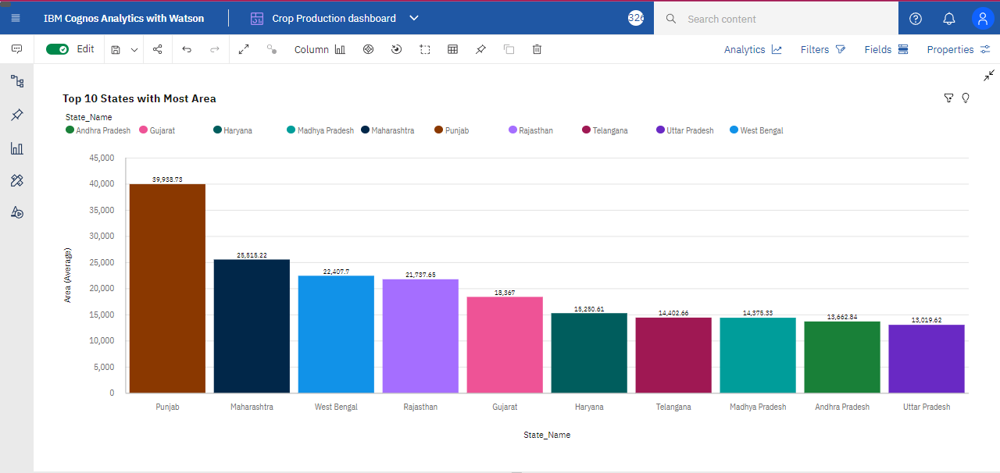 IBM Cognos Analytics with Watson
Crop Production dashboard
326
Search content
Edit
Column
Analytics
Filters
Fields
Properties
Top 10 States with Most Area
State_Name
Andhra Pradesh Gujarat Haryana Madhya Pradesh Maharashtra Punjab Rajasthan Telangana Uttar Pradesh West Bengal
45,000
40,000
35,000
30,000
25,000
20,000
15,000
10,000
5,000
0
Area (Average)
39,938.73
25,515.22
22,407.7
21,737.65
18,367
15,250.61
14,402.66
14,375.33
13,662.84
13,019.62
Punjab Maharashtra West Bengal Rajasthan Gujarat Haryana Telangana Madhya Pradesh Andhra Pradesh Uttar Pradesh
State_Name